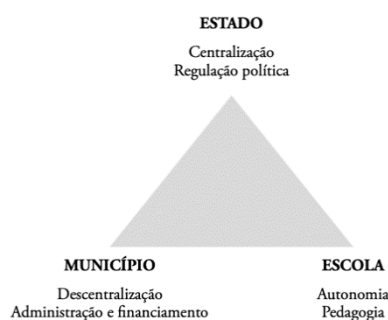 ESTADO
Centralização
Regulação política
MUNICÍPIO
Descentralização
Administração e financiamento
ESCOLA
Autonomia
Pedagogia